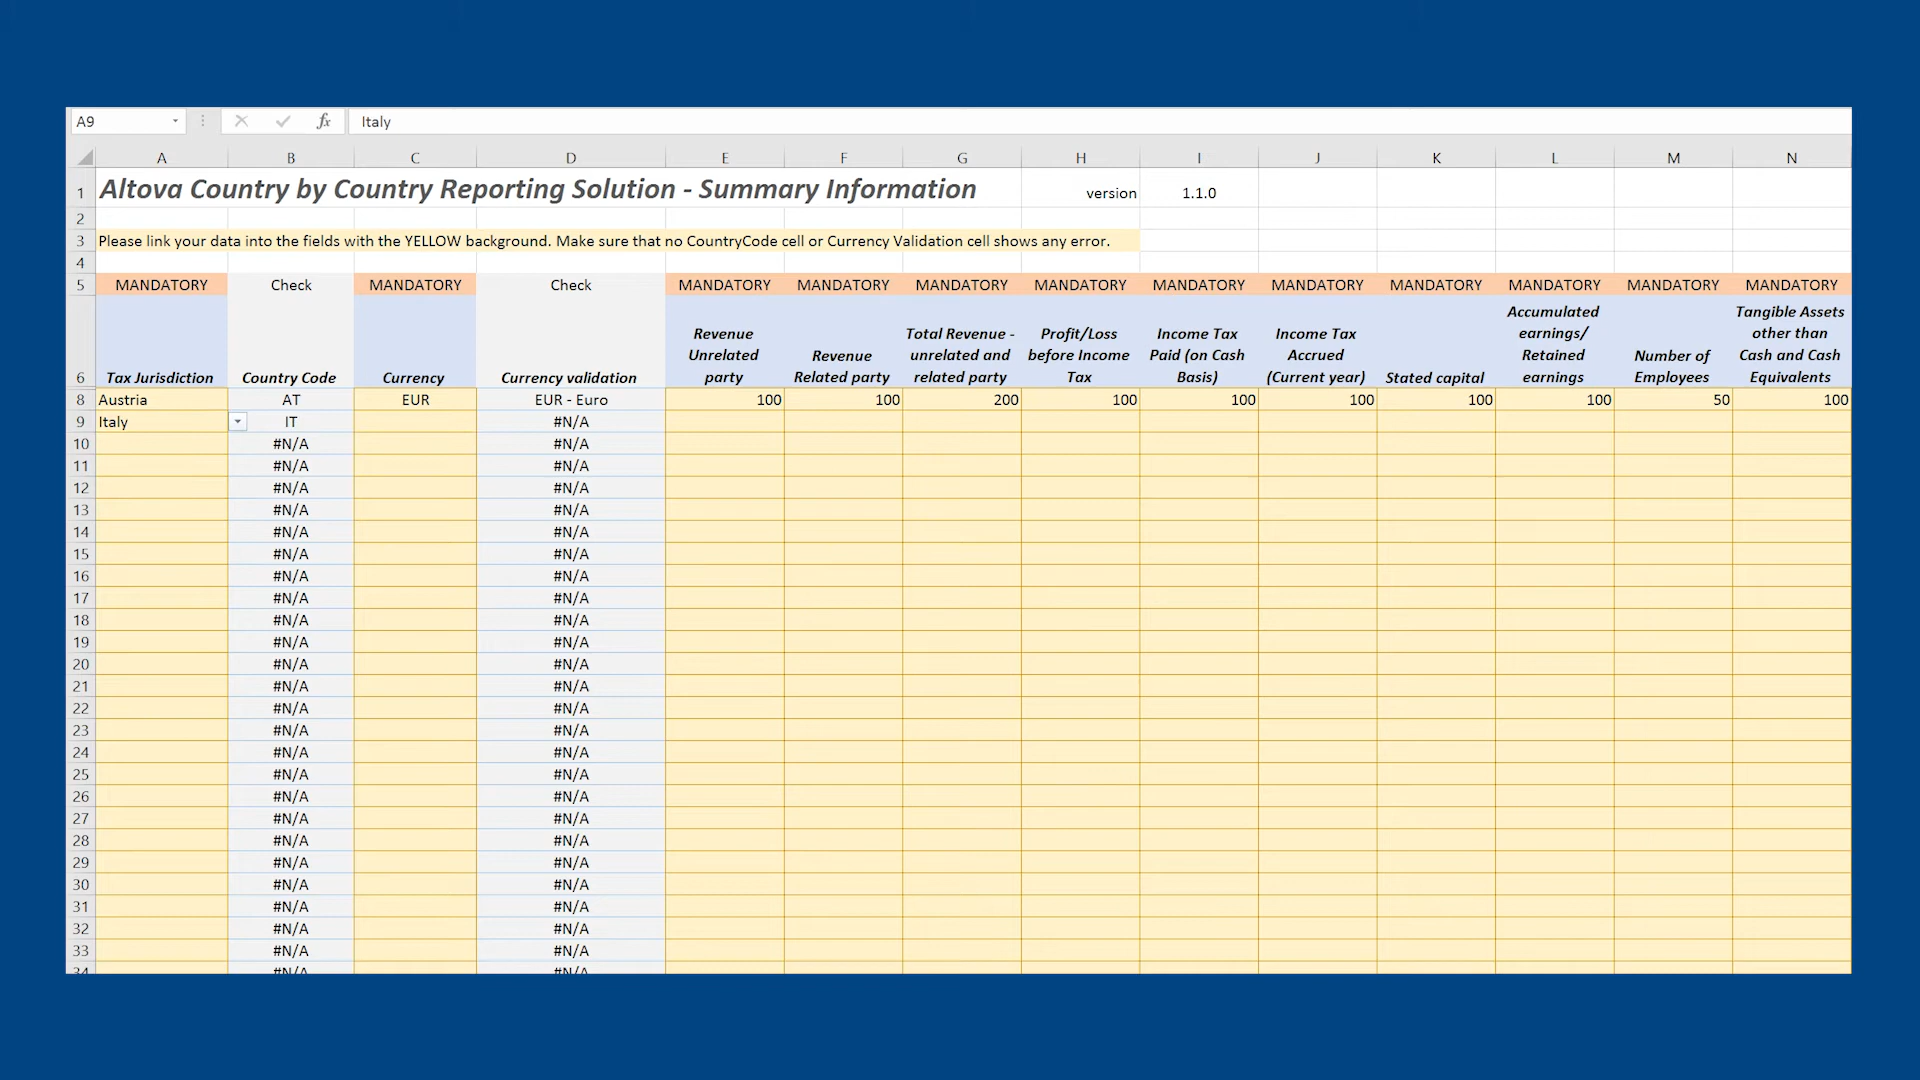 A9 fx Italy
A B C D E F G H I J K L M N
1 Altova Country by Country Reporting Solution - Summary Information version 1.1.0
2
3 Please link your data into the fields with the YELLOW background. Make sure that no CountryCode cell or Currency Validation cell shows any error.
4
5 MANDATORY Check MANDATORY Check MANDATORY MANDATORY MANDATORY MANDATORY MANDATORY MANDATORY MANDATORY MANDATORY MANDATORY MANDATORY
6 Tax Jurisdiction Country Code Currency Currency validation Revenue Unrelated party Revenue Related party Total Revenue - unrelated and related party Profit/Loss before Income Tax Income Tax Paid (on Cash Basis) Income Tax Accrued (Current year) Stated capital Accumulated earnings/ Retained earnings Number of Employees Tangible Assets other than Cash and Cash Equivalents
8 Austria AT EUR EUR - Euro 100 100 200 100 100 100 100 100 50 100
9 Italy IT #N/A
10 #N/A #N/A
11 #N/A #N/A
12 #N/A #N/A
13 #N/A #N/A
14 #N/A #N/A
15 #N/A #N/A
16 #N/A #N/A
17 #N/A #N/A
18 #N/A #N/A
19 #N/A #N/A
20 #N/A #N/A
21 #N/A #N/A
22 #N/A #N/A
23 #N/A #N/A
24 #N/A #N/A
25 #N/A #N/A
26 #N/A #N/A
27 #N/A #N/A
28 #N/A #N/A
29 #N/A #N/A
30 #N/A #N/A
31 #N/A #N/A
32 #N/A #N/A
33 #N/A #N/A
34 #N/A #N/A